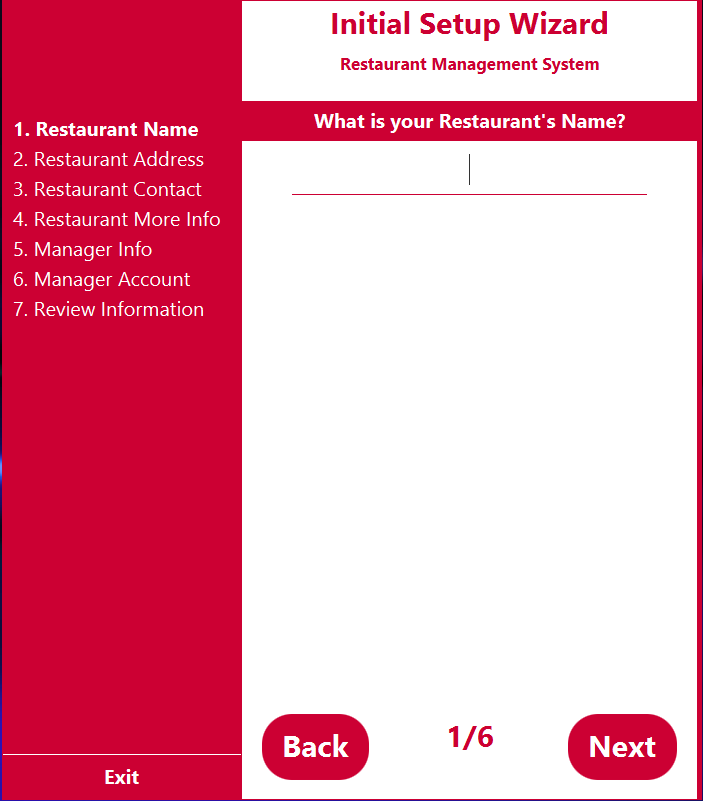 Initial Setup Wizard
Restaurant Management System
1. Restaurant Name
2. Restaurant Address
3. Restaurant Contact
4. Restaurant More Info
5. Manager Info
6. Manager Account
7. Review Information
Exit
What is your Restaurant's Name?
Back
1/6
Next